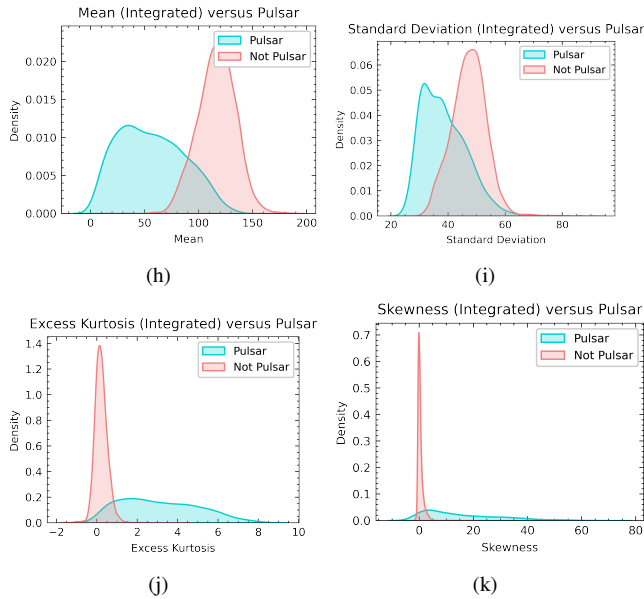 Mean (Integrated) versus Pulsar
Pulsar
Not Pulsar
0.020
0.015
0.010
0.005
0.000
Density
0 50 100 150 200
Mean
(h)
Standard Deviation (Integrated) versus Pulsar
Pulsar
Not Pulsar
0.06
0.05
0.04
0.03
0.02
0.01
0.00
Density
20 40 60 80
Standard Deviation
(i)
Excess Kurtosis (Integrated) versus Pulsar
Pulsar
Not Pulsar
1.4
1.2
1.0
0.8
0.6
0.4
0.2
0.0
Density
−2 0 2 4 6 8 10
Excess Kurtosis
(j)
Skewness (Integrated) versus Pulsar
Pulsar
Not Pulsar
0.7
0.6
0.5
0.4
0.3
0.2
0.1
0.0
Density
0 20 40 60 80
Skewness
(k)